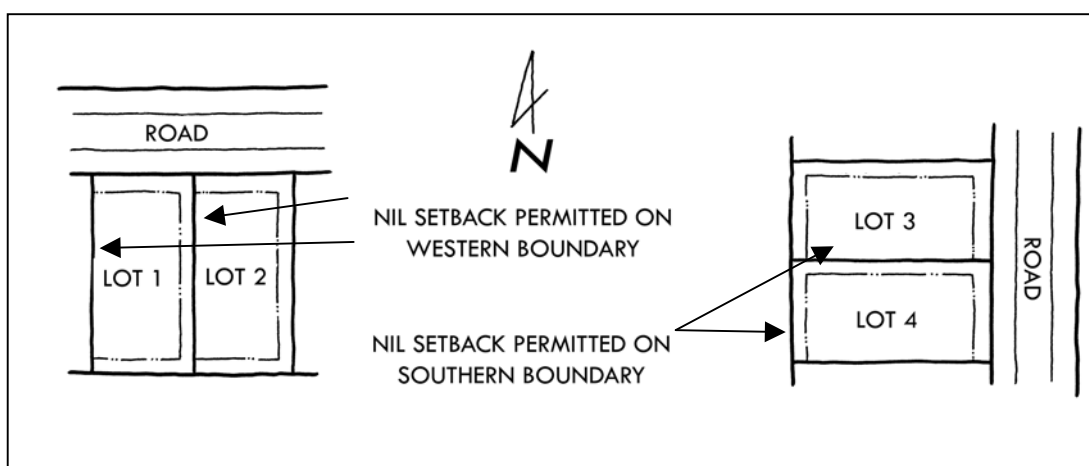 ROAD
N
NIL SETBACK PERMITTED ON
WESTERN BOUNDARY
LOT 1
LOT 2
NIL SETBACK PERMITTED ON
SOUTHERN BOUNDARY
LOT 3
LOT 4
ROAD